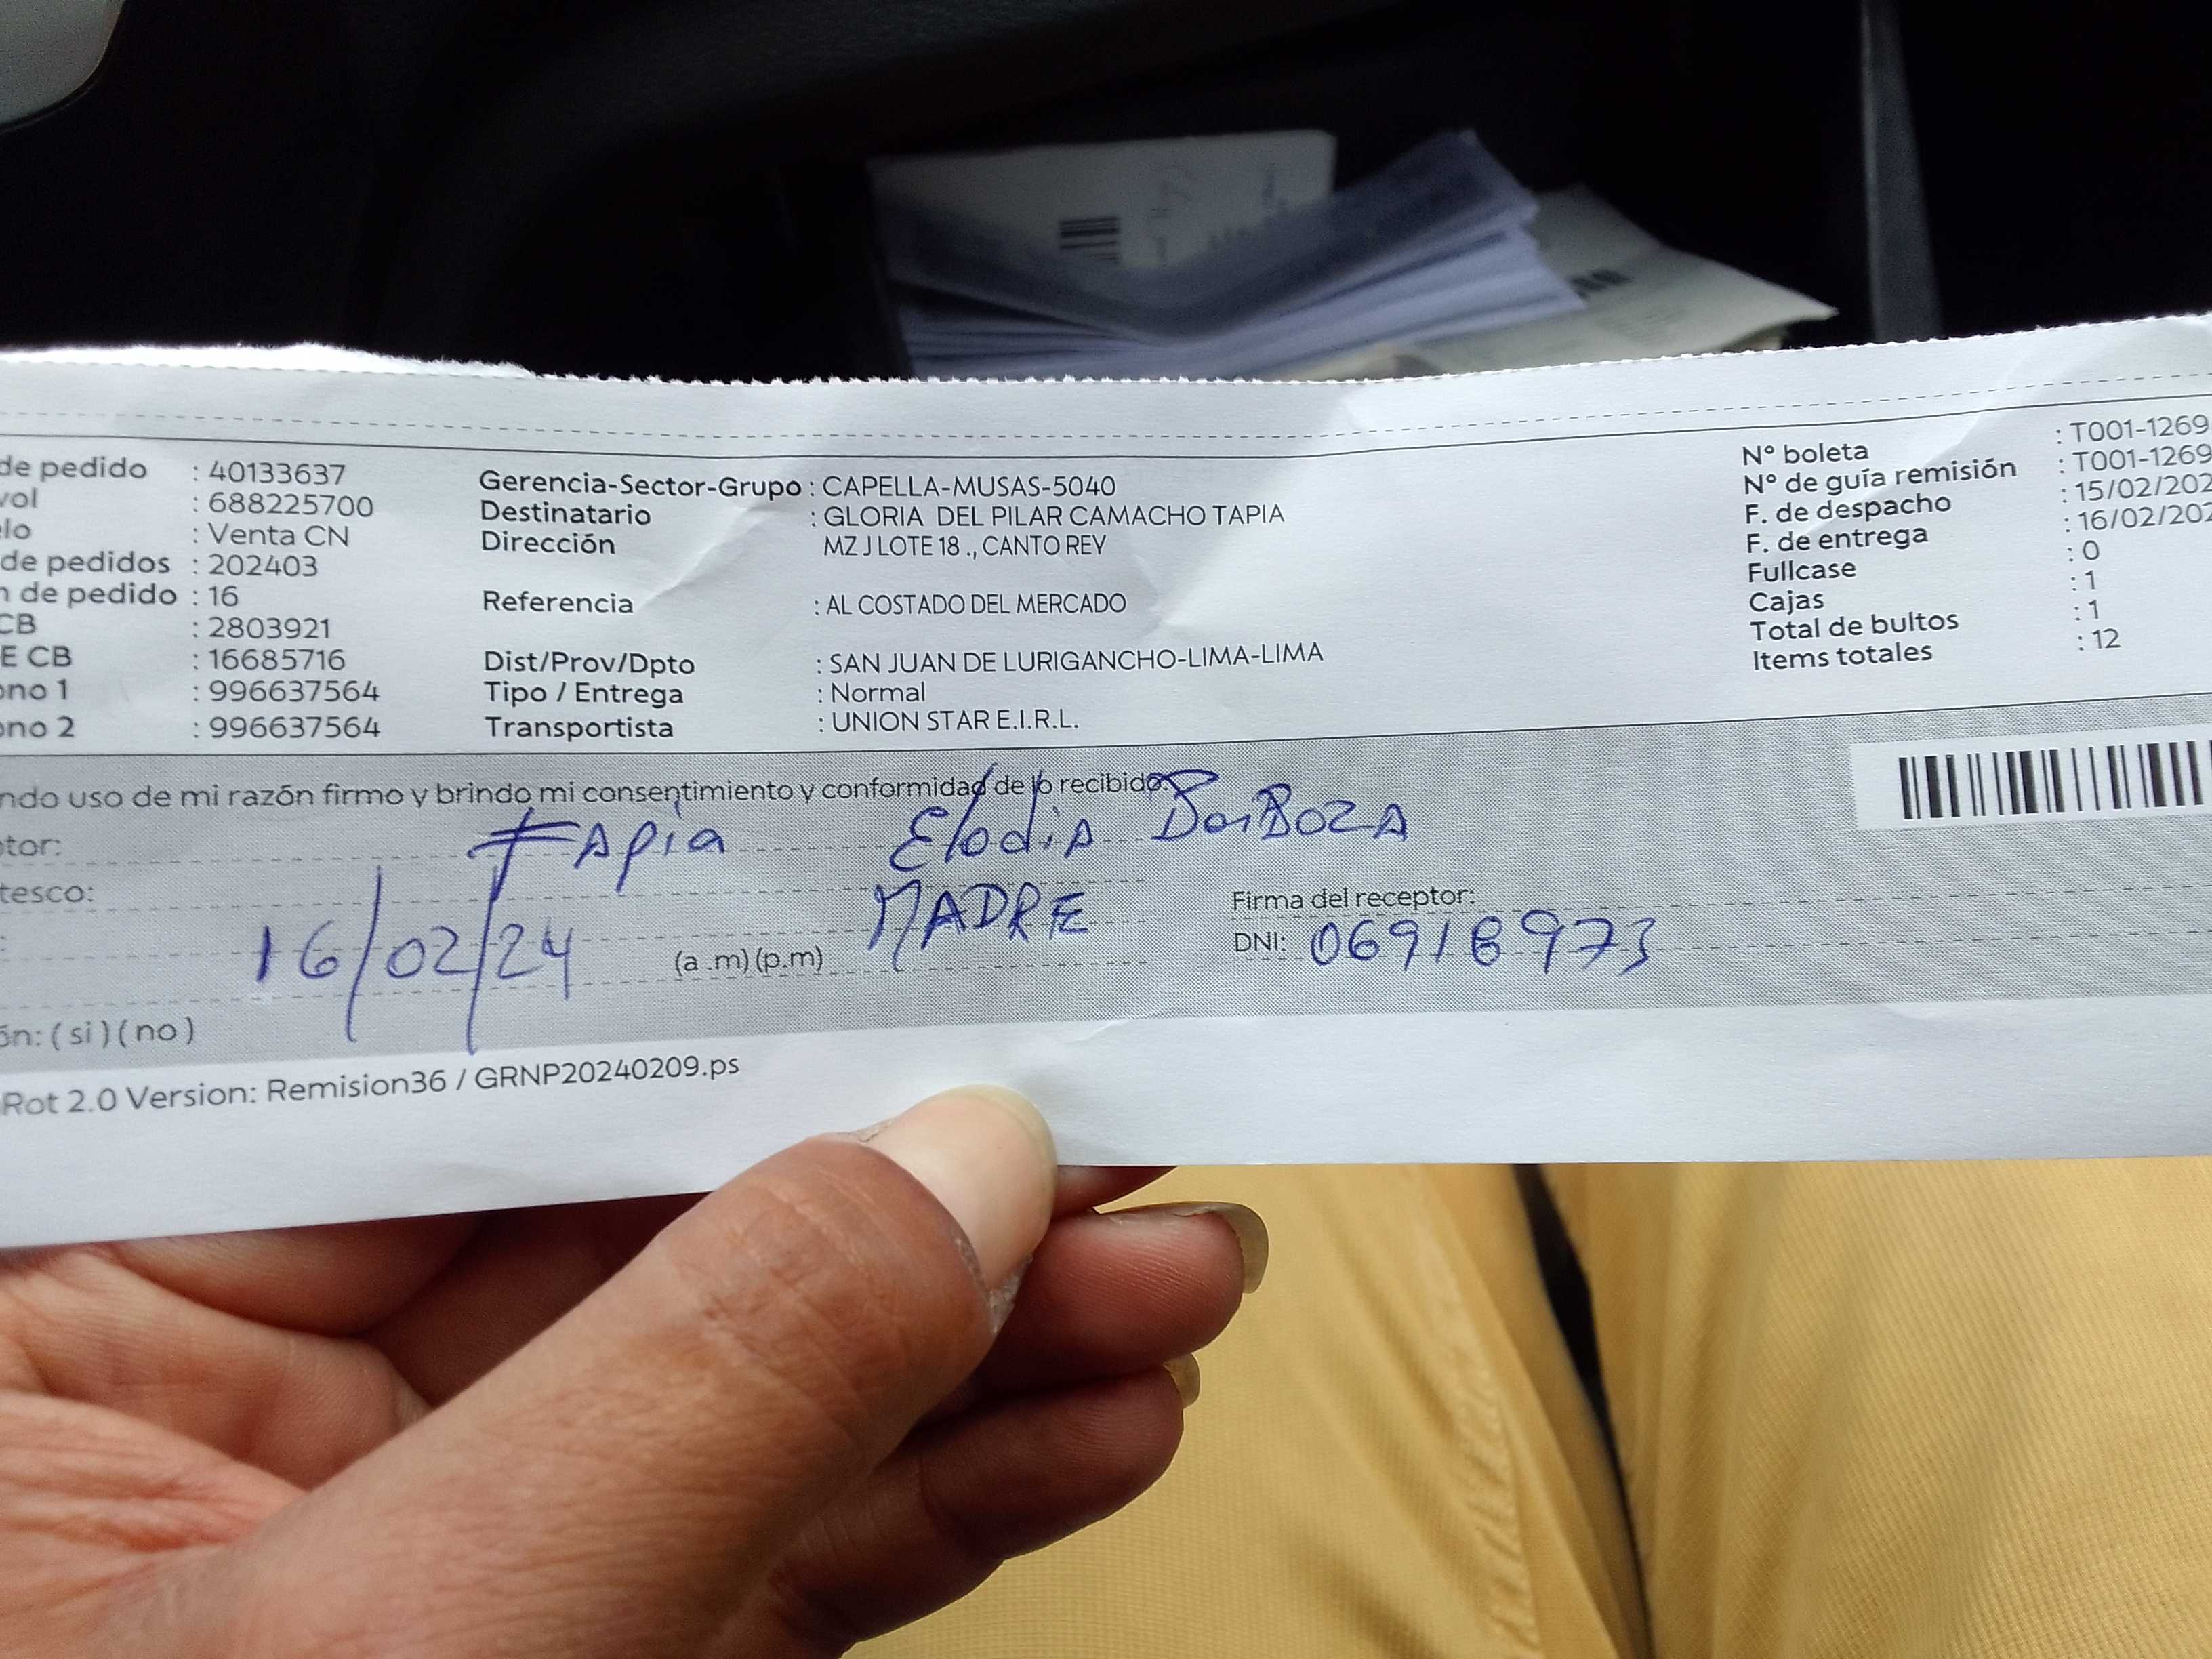 de pedido : 40133637
vol : 688225700
elo : Venta CN
de pedidos : 202403
n de pedido : 16
CB : 2803921
E CB : 16685716
ono 1 : 996637564
ono 2 : 996637564
Gerencia-Sector-Grupo : CAPELLA-MUSAS-5040
Destinatario : GLORIA DEL PILAR CAMACHO TAPIA
Dirección MZ J LOTE 18 ., CANTO REY
Referencia : AL COSTADO DEL MERCADO
Dist/Prov/Dpto : SAN JUAN DE LURIGANCHO-LIMA-LIMA
Tipo / Entrega : Normal
Transportista : UNION STAR E.I.R.L.
Nº boleta : T001-1269
Nº de guía remisión : T001-1269
F. de despacho : 15/02/202
F. de entrega : 16/02/202
Fullcase : 0
Cajas : 1
Total de bultos : 1
Items totales : 12
ndo uso de mi razón firmo y brindo mi consentimiento y conformidad de lo recibido.
tor: Tapia Elodia BarBOZA
tesco: MADRE
Firma del receptor:
: 16/02/24 (a .m) (p.m)
DNI: 06918973
ón: ( si ) ( no )
Rot 2.0 Version: Remision36 / GRNP20240209.ps